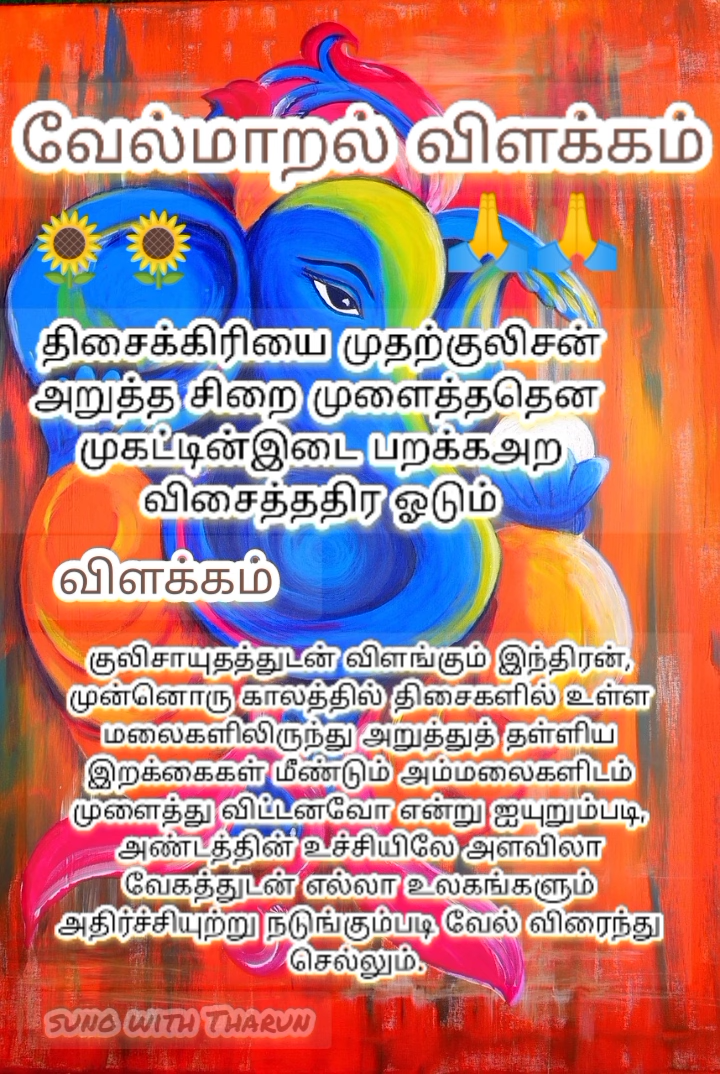 வேல்மாறல் விளக்கம்
திசைக்கிரியை முதற்குலிசன்
அறுத்த சிறை முளைத்ததென
முகட்டின்இடை பறக்கஅற
விசைத்ததிர ஓடும்
விளக்கம்
குலிசாயுதத்துடன் விளங்கும் இந்திரன்,
முன்னொரு காலத்தில் திசைகளில் உள்ள
மலைகளிலிருந்து அறுத்துத் தள்ளிய
இறக்கைகள் மீண்டும் அம்மலைகளிடம்
முளைத்து விட்டனவோ என்று ஐயுறும்படி,
அண்டத்தின் உச்சியிலே அளவிலா
வேகத்துடன் எல்லா உலகங்களும்
அதிர்ச்சியுற்று நடுங்கும்படி வேல் விரைந்து
செல்லும்.
SUNO WITH THARUN